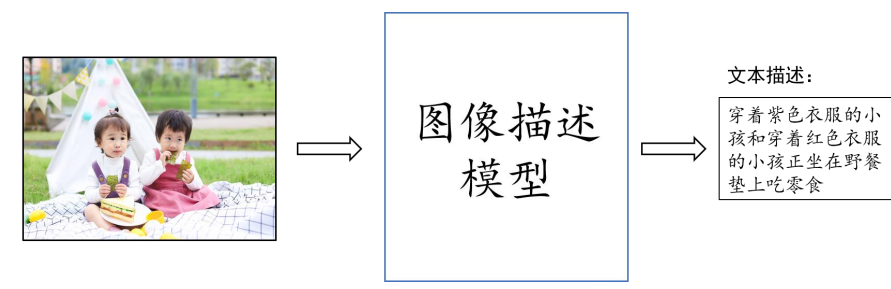 图像描述
模型
文本描述：
穿着紫色衣服的小
孩和穿着红色衣服
的小孩正坐在野餐
垫上吃零食